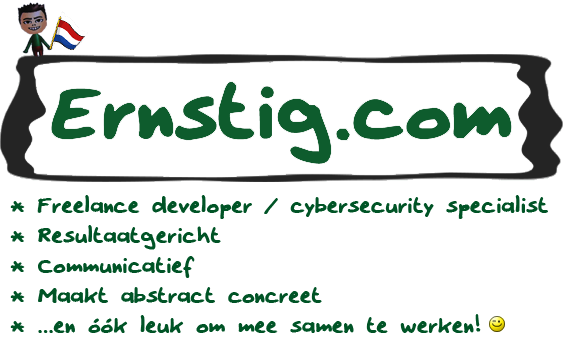 Ernstig.com
* Freelance developer / cybersecurity specialist
* Resultaatgericht
* Communicatief
* Maakt abstract concreet
* ...en óók leuk om mee samen te werken!